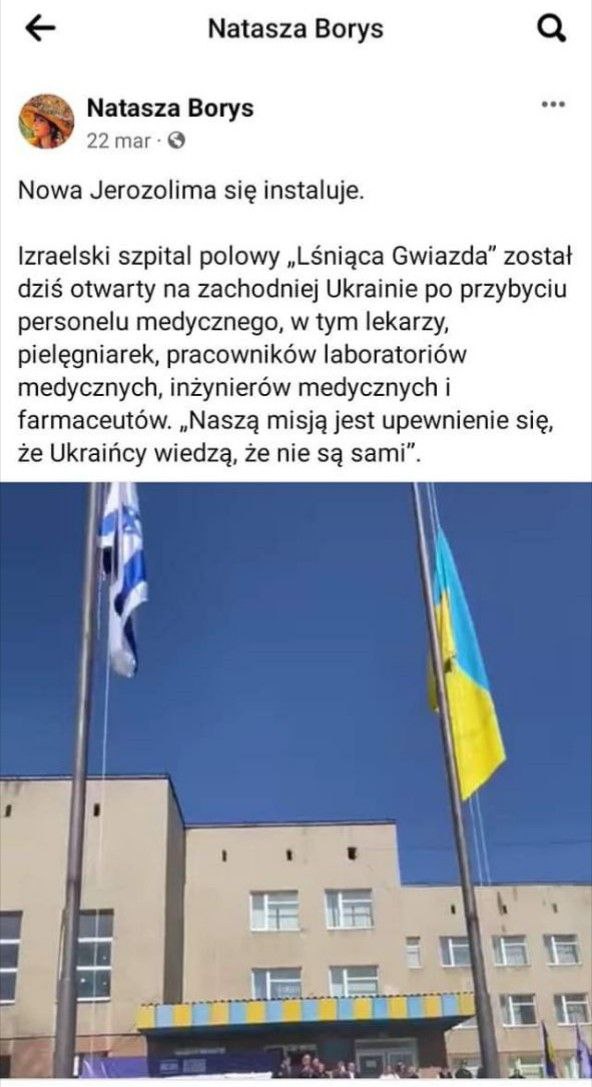 Natasza Borys
Natasza Borys
22 mar ·
Nowa Jerozolima się instaluje.
Izraelski szpital polowy „Lśniąca Gwiazda” został
dziś otwarty na zachodniej Ukrainie po przybyciu
personelu medycznego, w tym lekarzy,
pielęgniarek, pracowników laboratoriów
medycznych, inżynierów medycznych i
farmaceutów. „Naszą misją jest upewnienie się,
że Ukraińcy wiedzą, że nie są sami”.